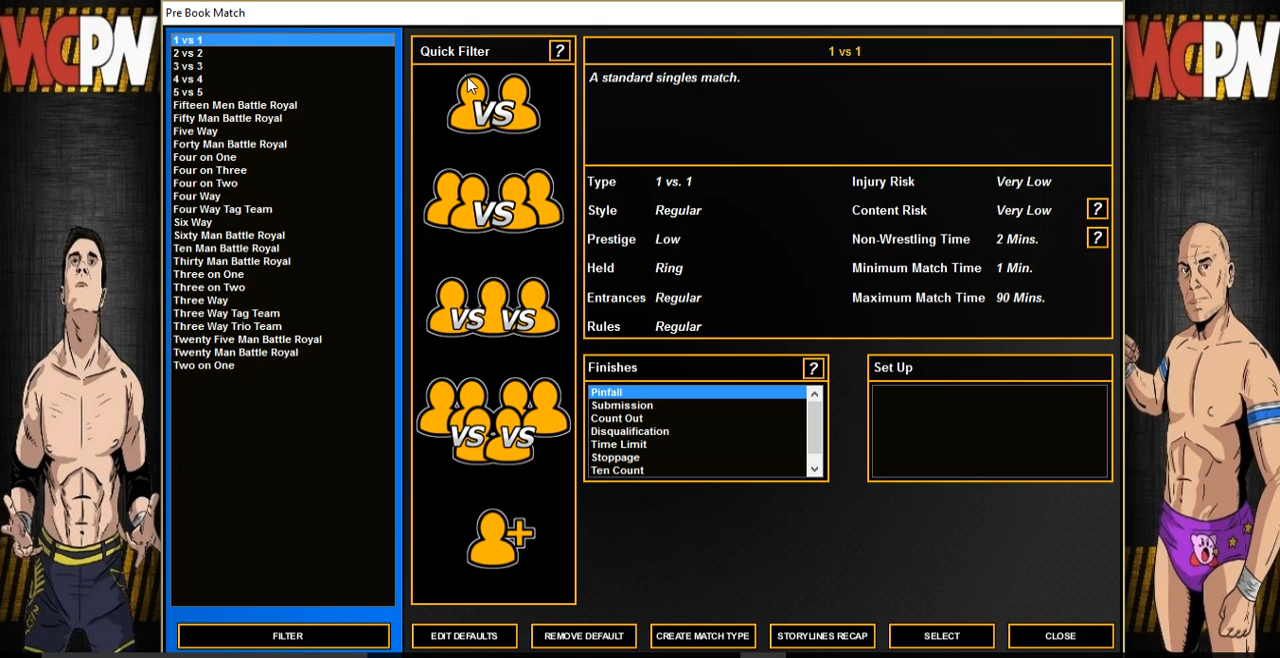 Pre Book Match
WCPW
WCPW
1 vs 1
2 vs 2
3 vs 3
4 vs 4
5 vs 5
Fifteen Men Battle Royal
Fifty Man Battle Royal
Five Way
Forty Man Battle Royal
Four on One
Four on Three
Four on Two
Four Way
Four Way Tag Team
Six Way
Sixty Man Battle Royal
Ten Man Battle Royal
Thirty Man Battle Royal
Three on One
Three on Two
Three Way
Three Way Tag Team
Three Way Trio Team
Twenty Five Man Battle Royal
Twenty Man Battle Royal
Two on One
FILTER
Quick Filter ?
VS
VS
VS VS
VS VS
1 vs 1
A standard singles match.
Type 1 vs. 1
Style Regular
Prestige Low
Held Ring
Entrances Regular
Rules Regular
Injury Risk Very Low
Content Risk Very Low ?
Non-Wrestling Time 2 Mins. ?
Minimum Match Time 1 Min.
Maximum Match Time 90 Mins.
Finishes ?
Pinfall
Submission
Count Out
Disqualification
Time Limit
Stoppage
Ten Count
Set Up
EDIT DEFAULTS
REMOVE DEFAULT
CREATE MATCH TYPE
STORYLINES RECAP
SELECT
CLOSE